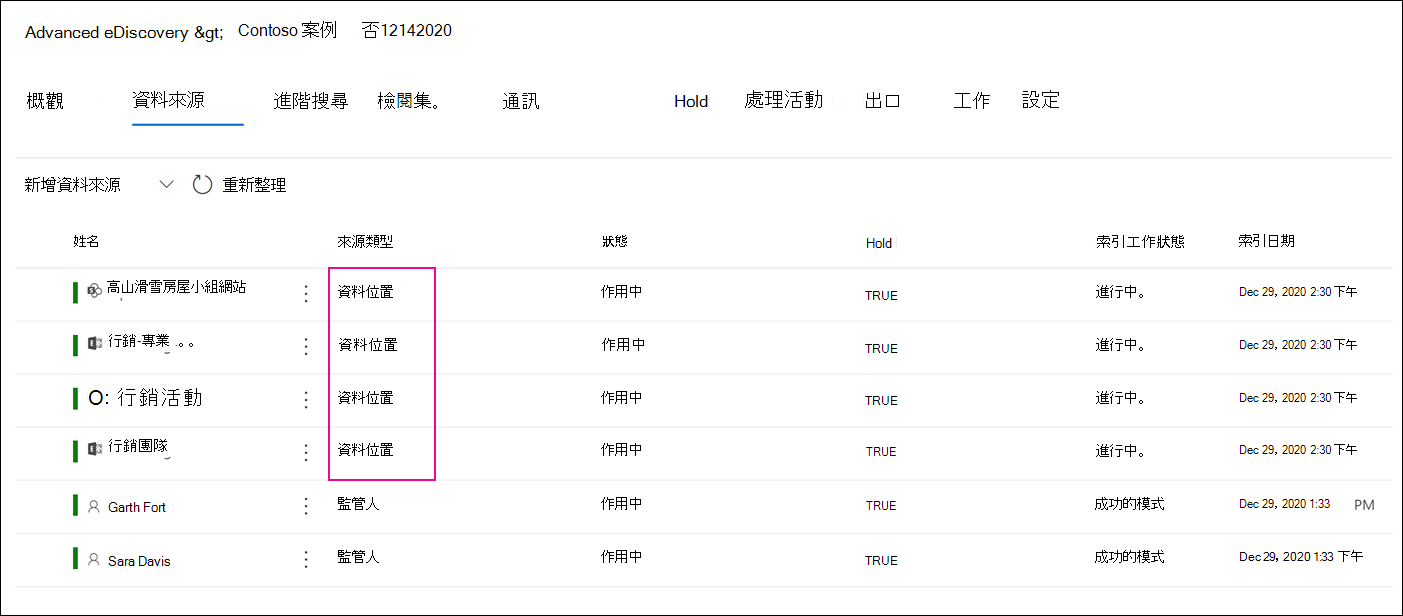 Advanced eDiscovery &gt; Contoso 案例 否12142020
概觀 資料來源 進階搜尋 檢閱集。 通訊 Hold 處理活動 出口 工作 設定
新增資料來源 重新整理
姓名 來源類型 狀態 Hold 索引工作狀態 索引日期
高山滑雪房屋小組網站 資料位置 作用中 TRUE 進行中。 Dec 29, 2020 2:30 下午
行銷-專業 .。。 資料位置 作用中 TRUE 進行中。 Dec 29, 2020 2:30 下午
O: 行銷活動 資料位置 作用中 TRUE 進行中。 Dec 29, 2020 2:30 下午
行銷團隊 資料位置 作用中 TRUE 進行中。 Dec 29, 2020 2:30 下午
Garth Fort 監管人 作用中 TRUE 成功的模式 Dec 29, 2020 1:33 PM
Sara Davis 監管人 作用中 TRUE 成功的模式 Dec 29, 2020 1:33 下午